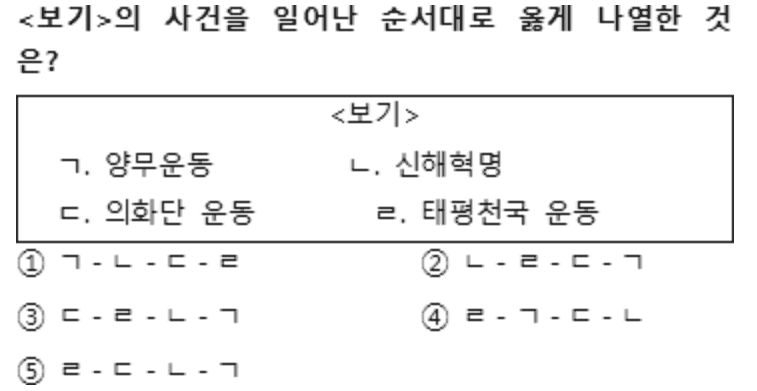 <보기>의 사건을 일어난 순서대로 옳게 나열한 것
은?
<보기>
ㄱ. 양무운동 ㄴ. 신해혁명
ㄷ. 의화단 운동 ㄹ. 태평천국 운동
① ㄱ - ㄴ - ㄷ - ㄹ ② ㄴ - ㄹ - ㄷ - ㄱ
③ ㄷ - ㄹ - ㄴ - ㄱ ④ ㄹ - ㄱ - ㄷ - ㄴ
⑤ ㄹ - ㄷ - ㄴ - ㄱ